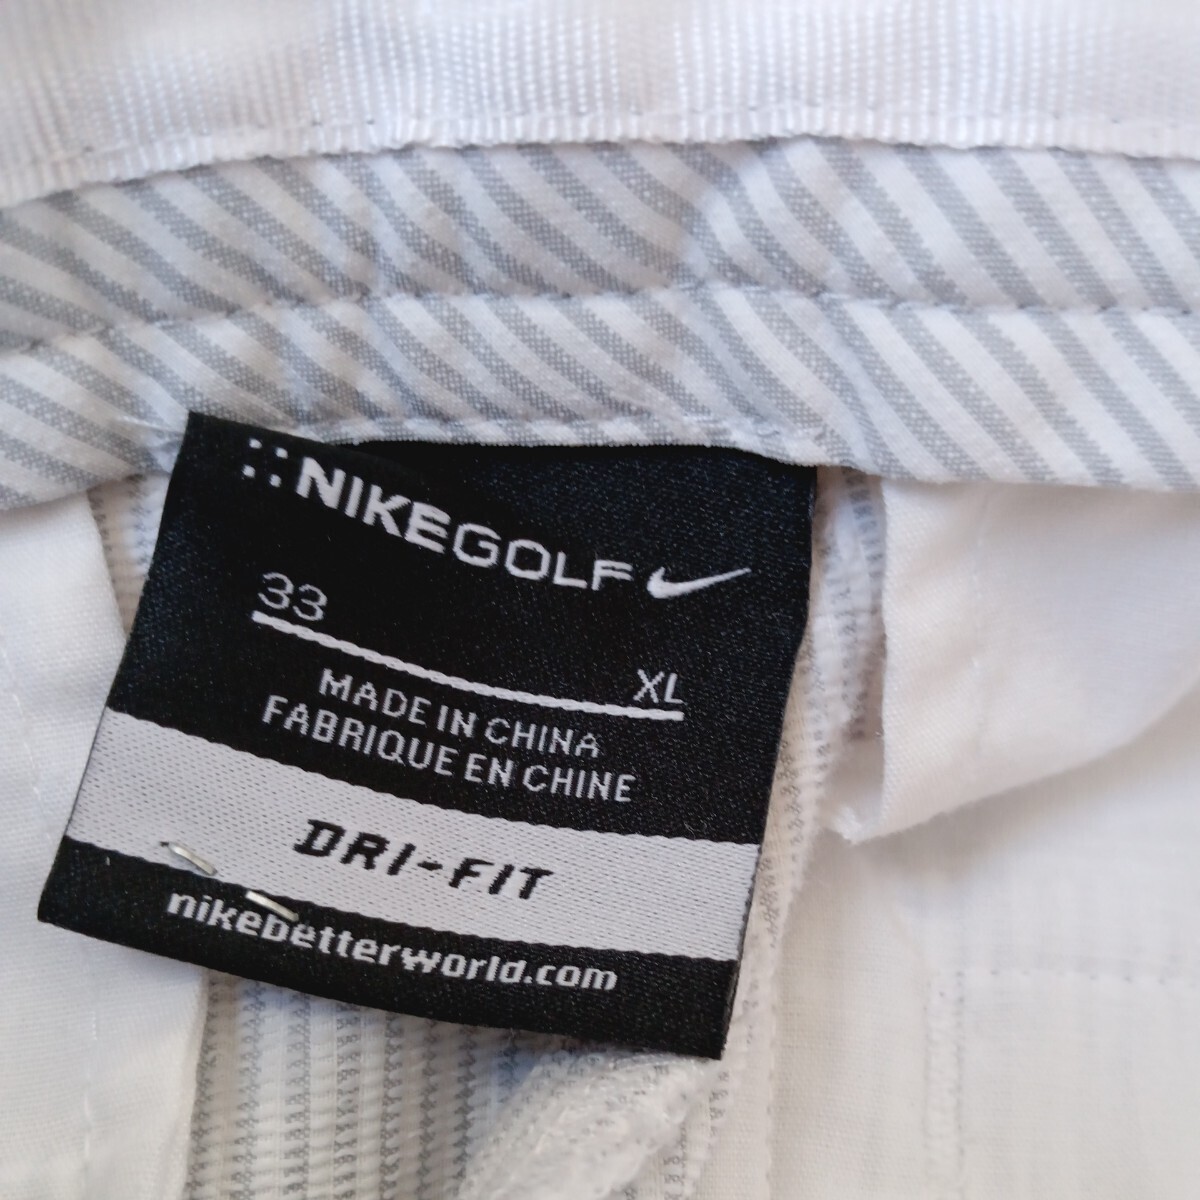 NIKEGOLF
33
XL
MADE IN CHINA
FABRIQUE EN CHINE
DRI-FIT
nikebetterworld.com